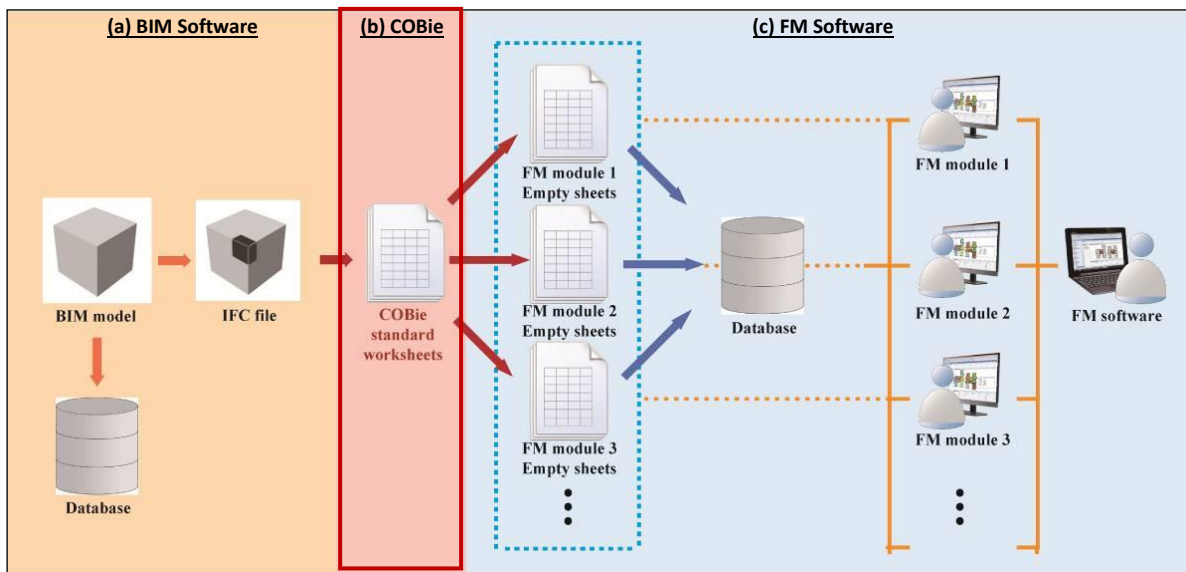 (a) BIM Software
(b) COBie
(c) FM Software
BIM model
IFC file
Database
COBie
standard
worksheets
FM module 1
Empty sheets
FM module 2
Empty sheets
FM module 3
Empty sheets
Database
FM module 1
FM module 2
FM module 3
FM software